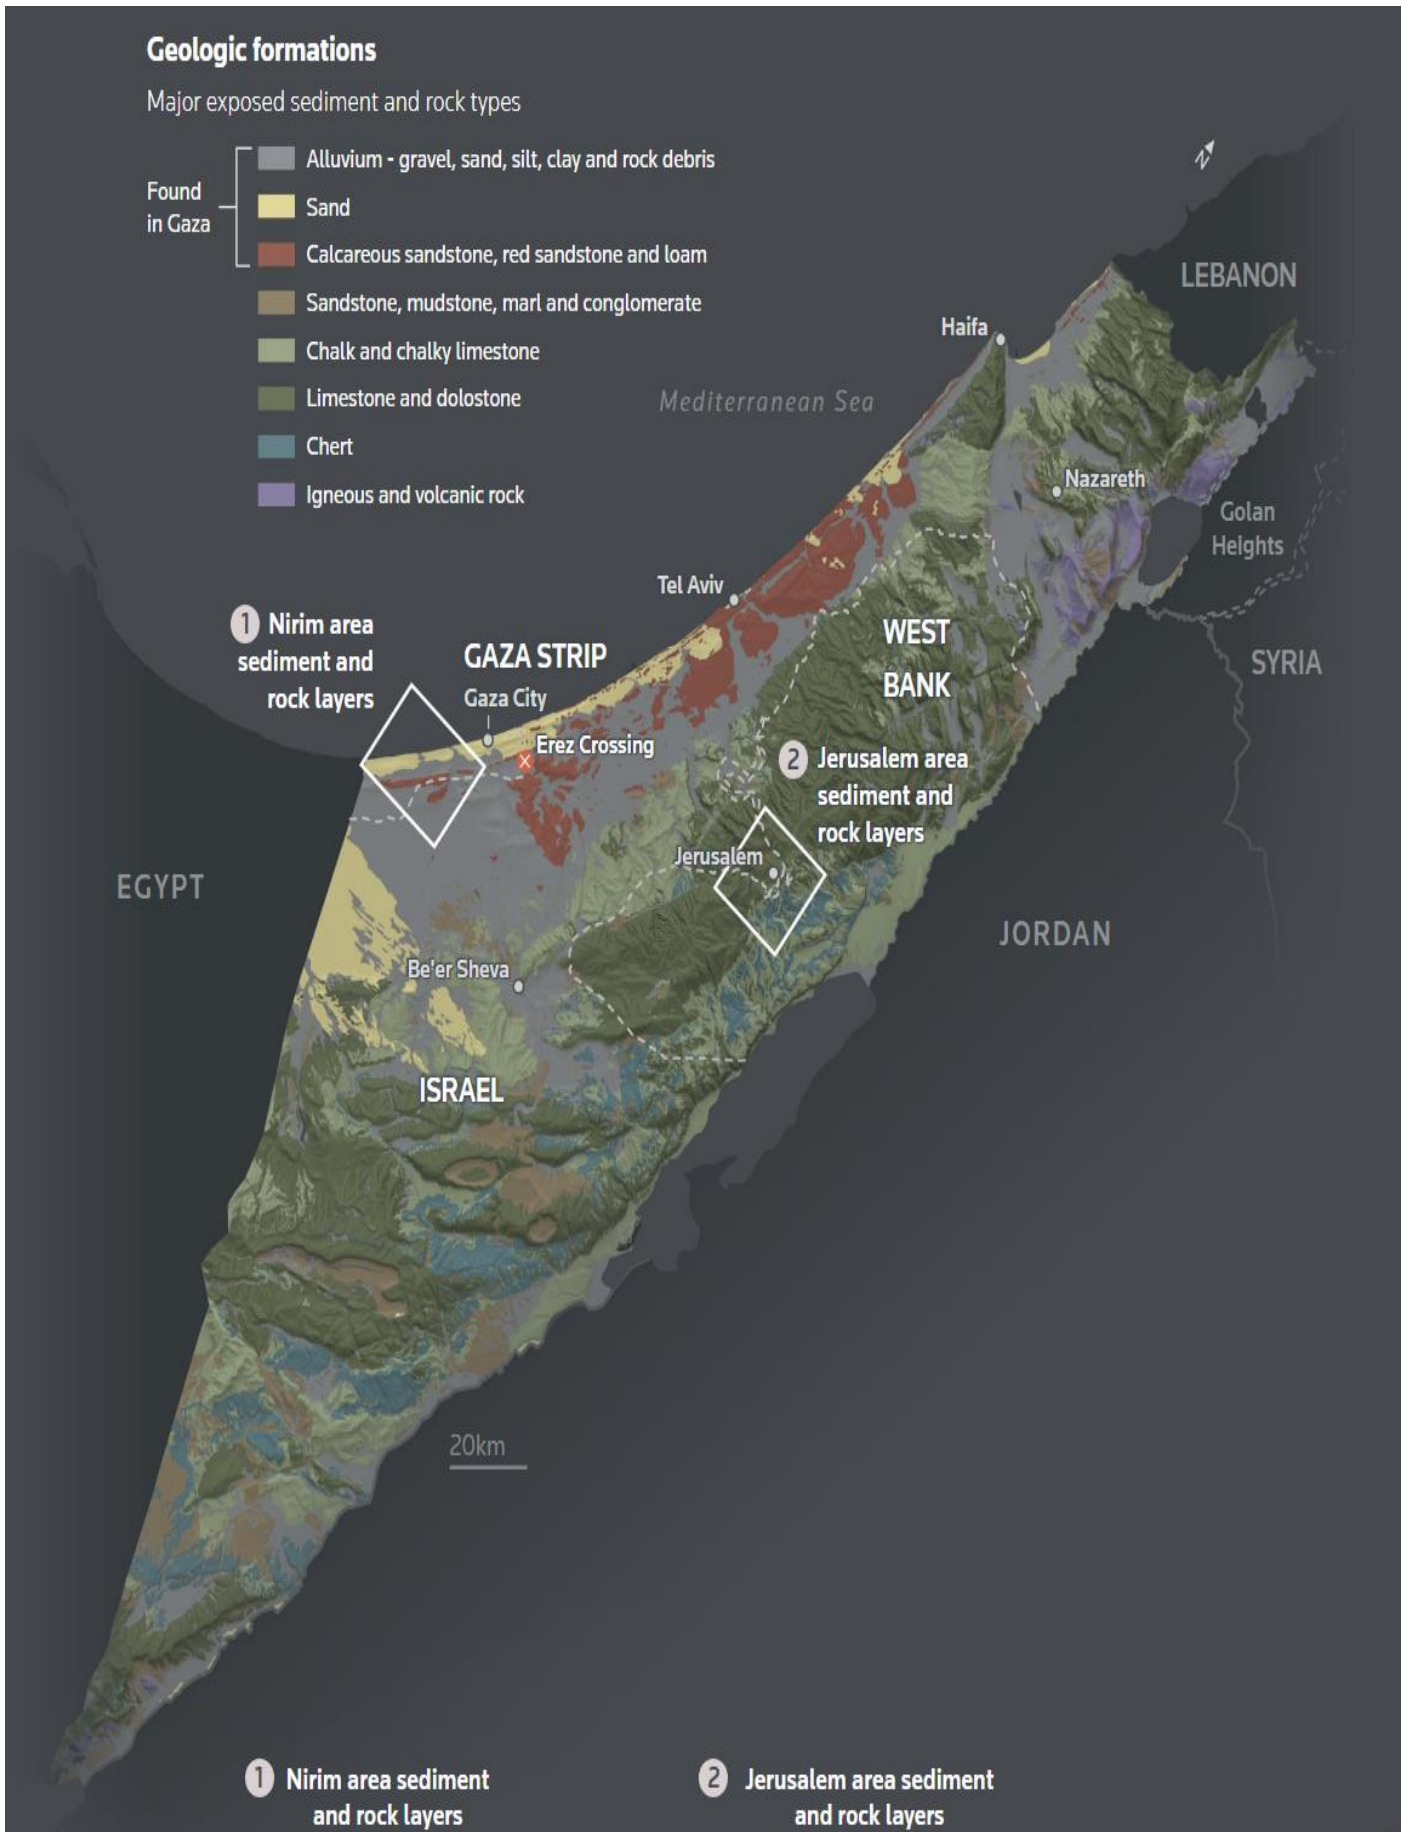 Geologic formations
Major exposed sediment and rock types
Found
in Gaza
Alluvium - gravel, sand, silt, clay and rock debris
Sand
Calcareous sandstone, red sandstone and loam
Sandstone, mudstone, marl and conglomerate
Chalk and chalky limestone
Limestone and dolostone
Chert
Igneous and volcanic rock
N
LEBANON
Haifa
Mediterranean Sea
Nazareth
Golan
Heights
Tel Aviv
1 Nirim area
sediment and
rock layers
GAZA STRIP
Gaza City
WEST
BANK
SYRIA
Erez Crossing
2 Jerusalem area
sediment and
rock layers
Jerusalem
EGYPT
JORDAN
Be'er Sheva
ISRAEL
20km
1 Nirim area sediment
and rock layers
2 Jerusalem area sediment
and rock layers